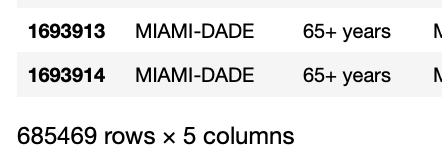 1693913 MIAMI-DADE 65+ years
1693914 MIAMI-DADE 65+ years
685469 rows × 5 columns